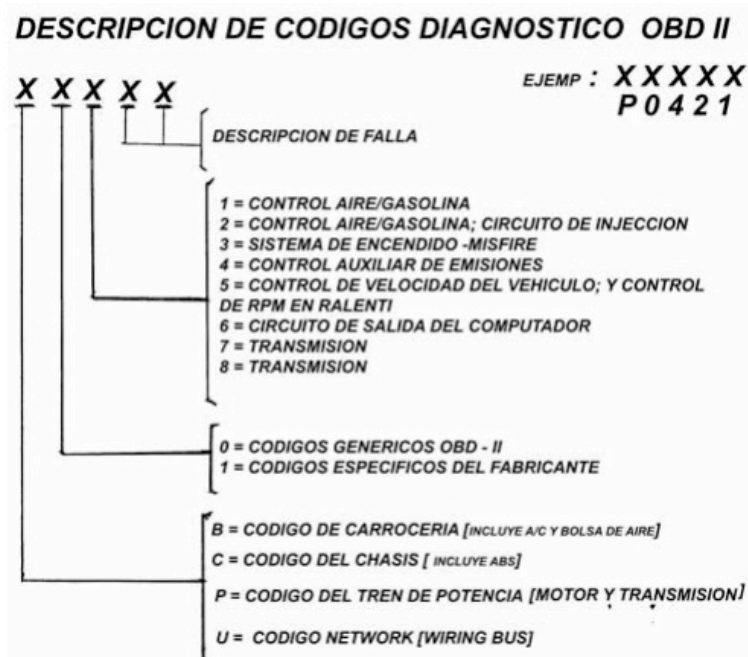 DESCRIPCION DE CODIGOS DIAGNOSTICO OBD II
EJEMP : X X X X X
P 0 4 2 1
X X X X X
DESCRIPCION DE FALLA
1 = CONTROL AIRE/GASOLINA
2 = CONTROL AIRE/GASOLINA; CIRCUITO DE INJECCION
3 = SISTEMA DE ENCENDIDO -MISFIRE
4 = CONTROL AUXILIAR DE EMISIONES
5 = CONTROL DE VELOCIDAD DEL VEHICULO; Y CONTROL
DE RPM EN RALENTI
6 = CIRCUITO DE SALIDA DEL COMPUTADOR
7 = TRANSMISION
8 = TRANSMISION
0 = CODIGOS GENERICOS OBD - II
1 = CODIGOS ESPECIFICOS DEL FABRICANTE
B = CODIGO DE CARROCERIA [INCLUYE A/C Y BOLSA DE AIRE]
C = CODIGO DEL CHASIS [ INCLUYE ABS]
P = CODIGO DEL TREN DE POTENCIA [MOTOR Y TRANSMISION]
U = CODIGO NETWORK [WIRING BUS]